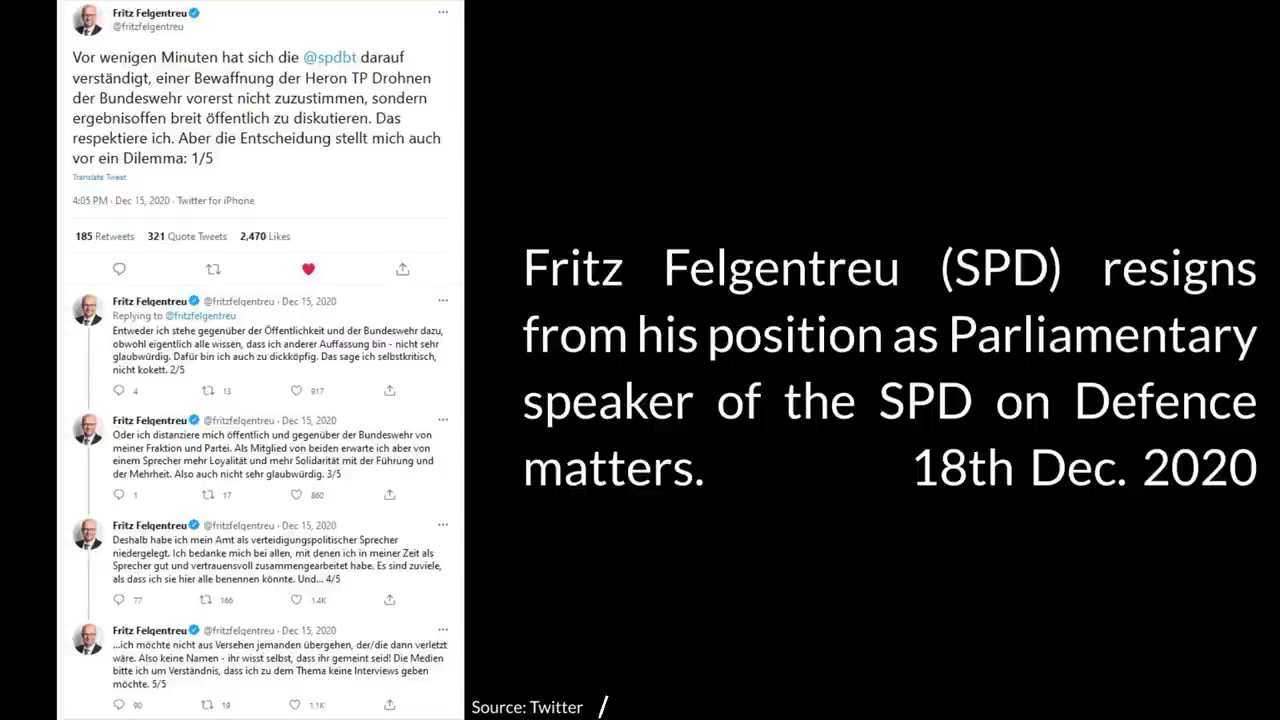 Fritz Felgentreu
@fritzfelgentreu
Vor wenigen Minuten hat sich die @spdbt darauf
verständigt, einer Bewaffnung der Heron TP Drohnen
der Bundeswehr vorerst nicht zuzustimmen, sondern
ergebnisoffen breit öffentlich zu diskutieren. Das
respektiere ich. Aber die Entscheidung stellt mich auch
vor ein Dilemma: 1/5
Translate Tweet
4:05 PM · Dec 15, 2020 · Twitter for iPhone
185 Retweets 321 Quote Tweets 2,470 Likes
Fritz Felgentreu @fritzfelgentreu · Dec 15, 2020
Replying to @fritzfelgentreu
Entweder ich stehe gegenüber der Öffentlichkeit und der Bundeswehr dazu,
obwohl eigentlich alle wissen, dass ich anderer Auffassung bin - nicht sehr
glaubwürdig. Dafür bin ich auch zu dickköpfig. Das sage ich selbstkritisch,
nicht kokett. 2/5
4 13 917
Fritz Felgentreu @fritzfelgentreu · Dec 15, 2020
Oder ich distanziere mich öffentlich und gegenüber der Bundeswehr von
meiner Fraktion und Partei. Als Mitglied von beiden erwarte ich aber von
einem Sprecher mehr Loyalität und mehr Solidarität mit der Führung und
der Mehrheit. Also auch nicht sehr glaubwürdig. 3/5
1 17 860
Fritz Felgentreu @fritzfelgentreu · Dec 15, 2020
Deshalb habe ich mein Amt als verteidigungspolitischer Sprecher
niedergelegt. Ich bedanke mich bei allen, mit denen ich in meiner Zeit als
Sprecher gut und vertrauensvoll zusammengearbeitet habe. Es sind zuviele,
als dass ich sie hier alle benennen könnte. Und... 4/5
77 166 1.4K
Fritz Felgentreu @fritzfelgentreu · Dec 15, 2020
...ich möchte nicht aus Versehen jemanden übergehen, der/die dann verletzt
wäre. Also keine Namen - ihr wisst selbst, dass ihr gemeint seid! Die Medien
bitte ich um Verständnis, dass ich zu dem Thema keine Interviews geben
möchte. 5/5
90 19 1.1K
Fritz Felgentreu (SPD) resigns
from his position as Parliamentary
speaker of the SPD on Defence
matters. 18th Dec. 2020
Source: Twitter /